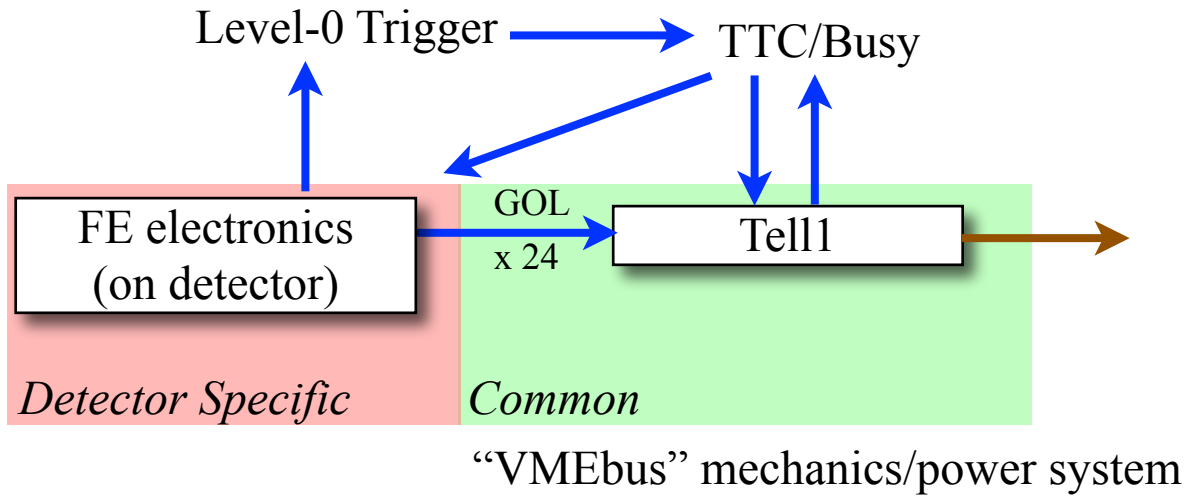 Level-0 Trigger
TTC/Busy
FE electronics
(on detector)
GOL
x 24
Tell1
Detector Specific
Common
“VMEbus” mechanics/power system